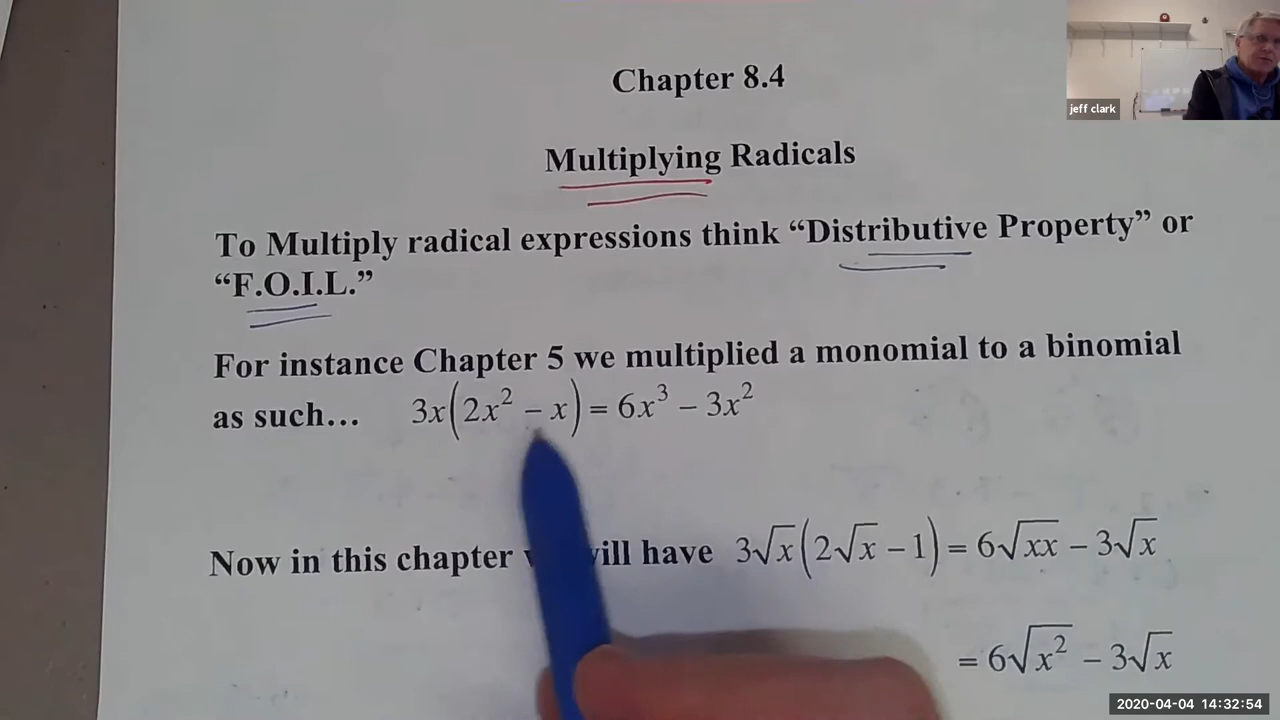 Chapter 8.4
jeff clark
Multiplying Radicals
To Multiply radical expressions think “Distributive Property” or
“F.O.I.L.”
For instance Chapter 5 we multiplied a monomial to a binomial
as such… 3x(2x² − x) = 6x³ − 3x²
Now in this chapter will have 3√x(2√x − 1) = 6√xx − 3√x
= 6√x² − 3√x
2020-04-04 14:32:54